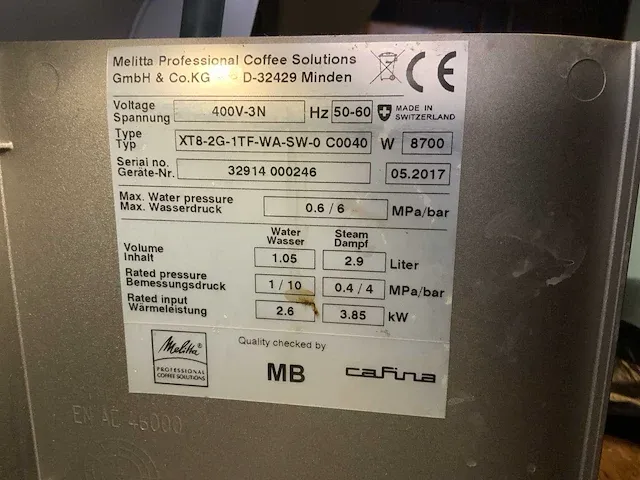 Melitta Professional Coffee Solutions
GmbH & Co.KG D-32429 Minden
CE
Voltage 400V-3N Hz 50-60 MADE IN
Spannung SWITZERLAND
Type XT8-2G-1TF-WA-SW-0 C0040 W 8700
Typ
Serial no. 32914 000246 05.2017
Geräte-Nr.
Max. Water pressure 0.6 / 6 MPa/bar
Max. Wasserdruck
Water Steam
Wasser Dampf
Volume 1.05 2.9 Liter
Inhalt
Rated pressure 1 / 10 0.4 / 4 MPa/bar
Bemessungsdruck
Rated input 2.6 3.85 kW
Wärmeleistung
Melitta®
PROFESSIONAL
COFFEE SOLUTIONS
Quality checked by
MB cafina
EN AC 46000